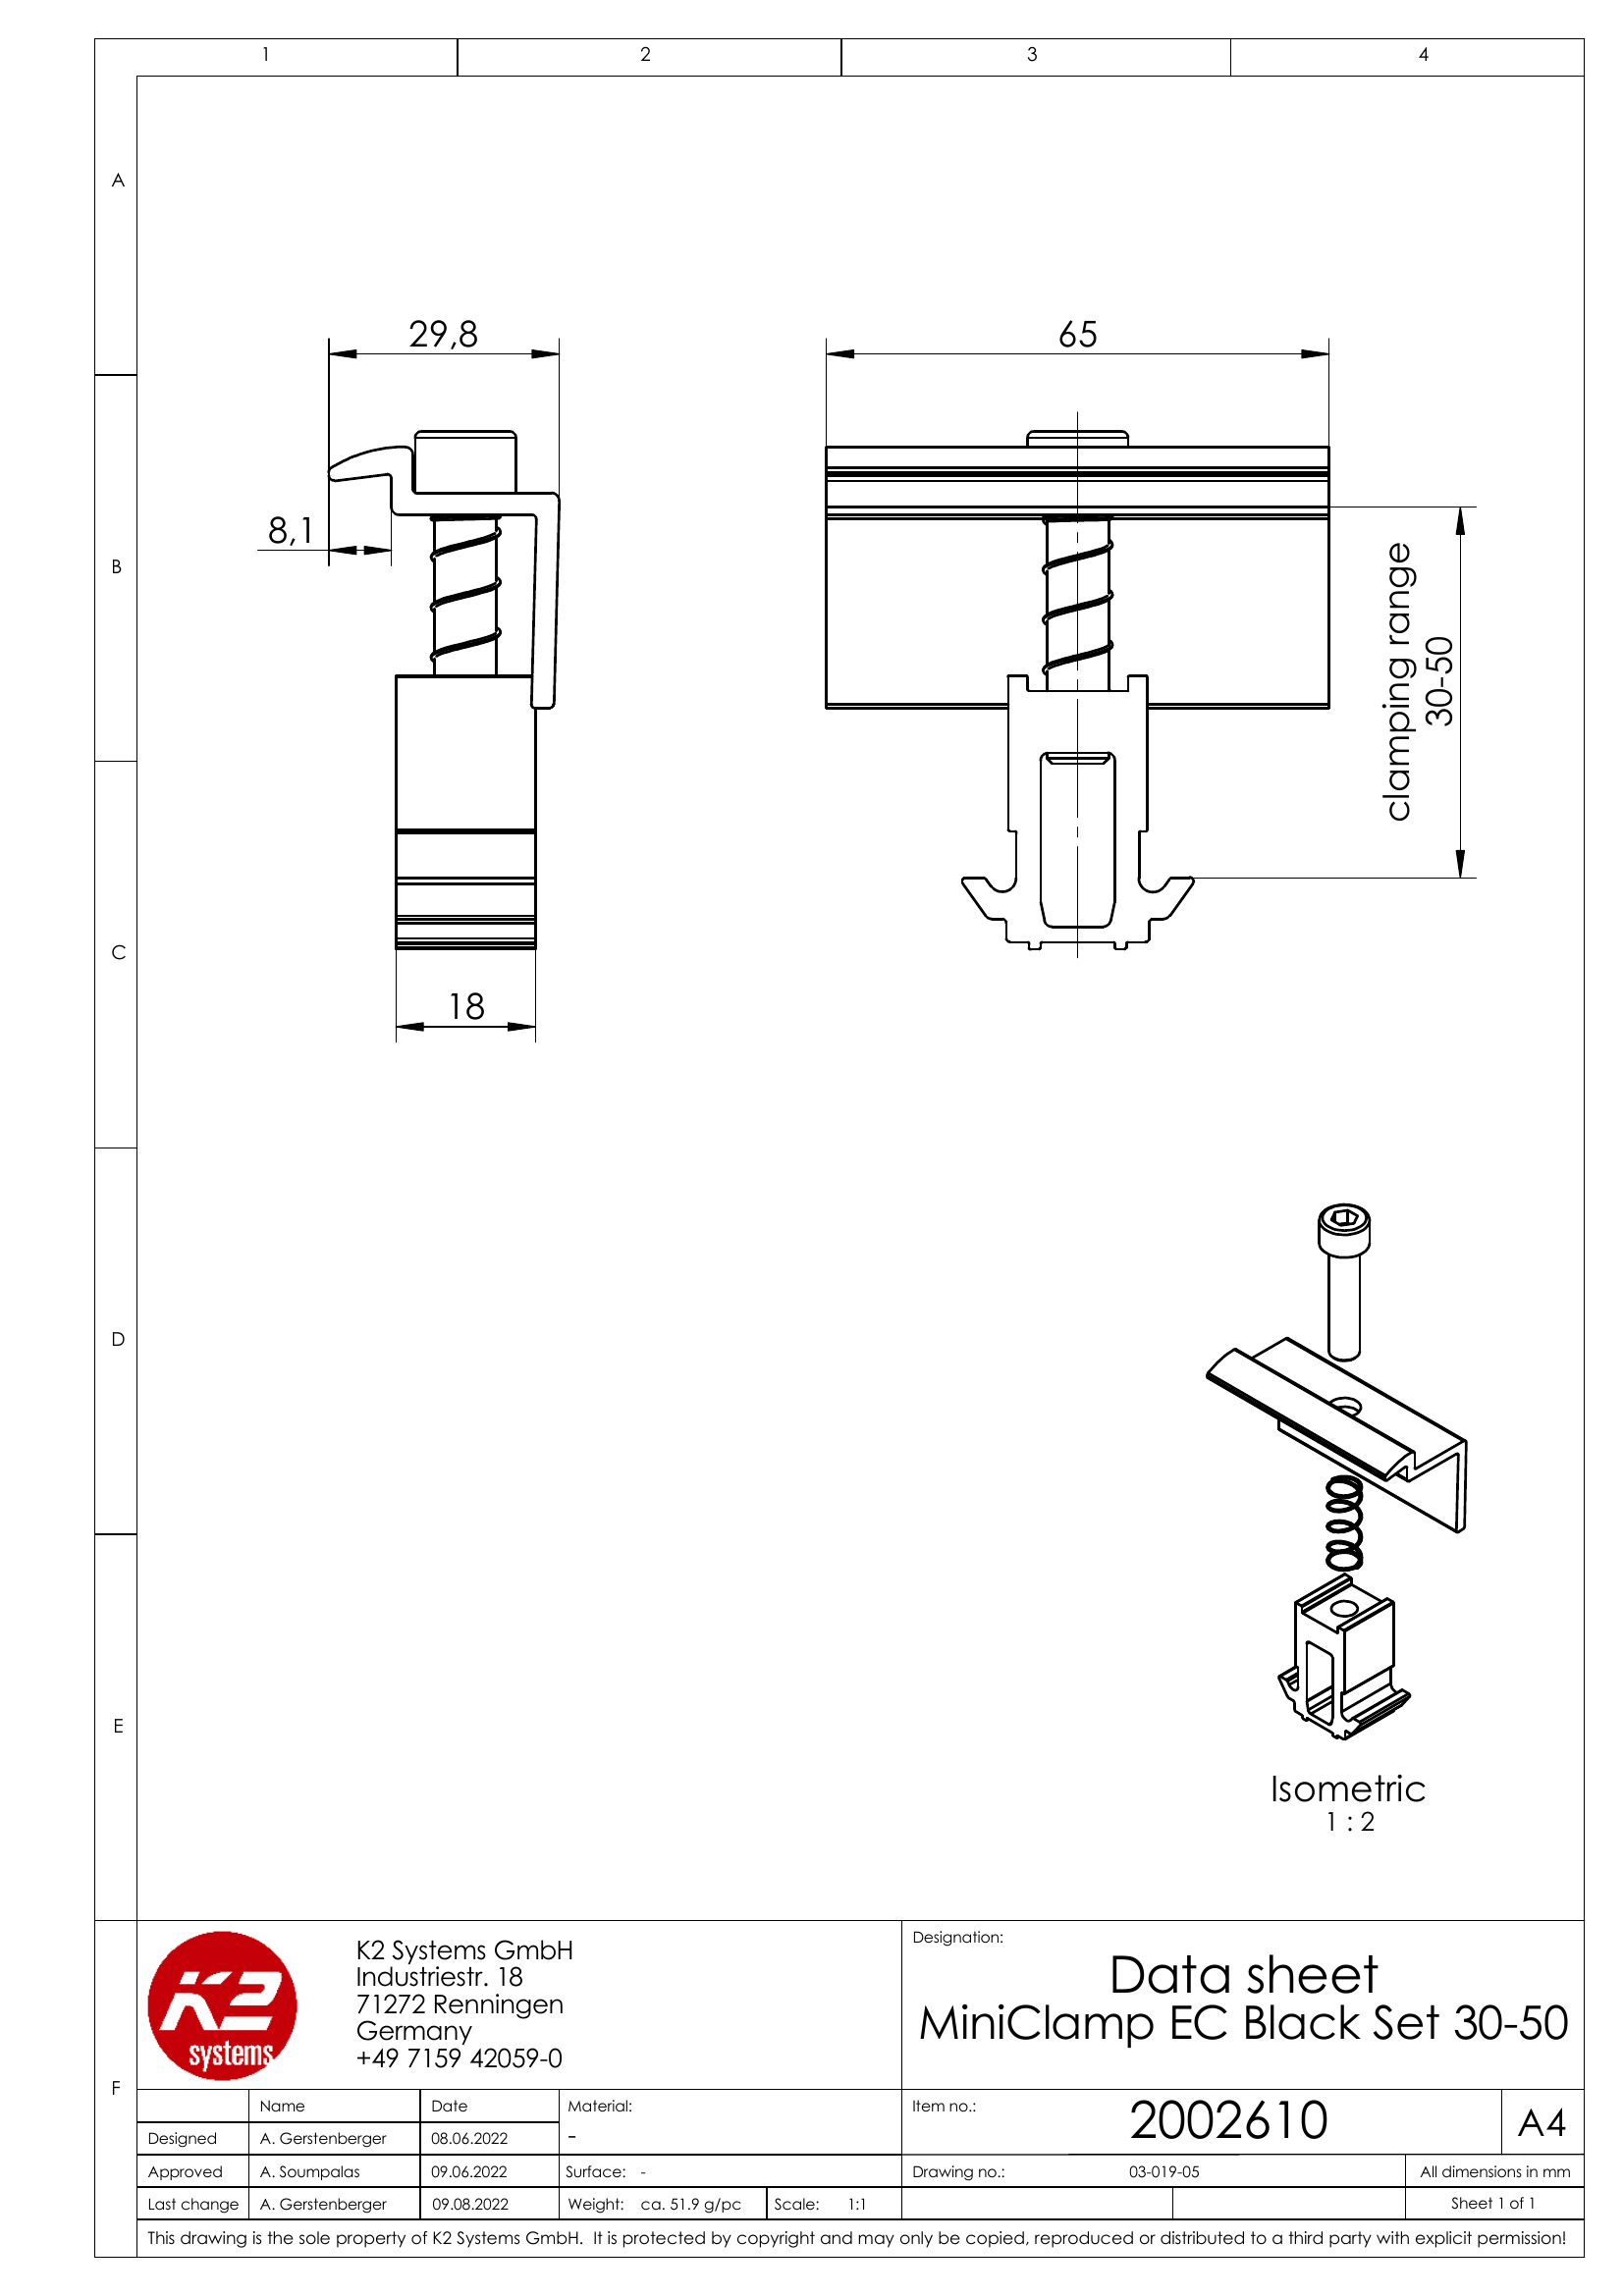 1 2 3 4
A
29,8
65
8,1
B
clamping range
30-50
C
18
D
E
Isometric
1 : 2
F
K2
systems
K2 Systems GmbH
Industriestr. 18
71272 Renningen
Germany
+49 7159 42059-0
Designation:
Data sheet
MiniClamp EC Black Set 30-50
Name Date Material: Item no.: 2002610 A4
Designed A. Gerstenberger 08.06.2022 -
Approved A. Soumpalas 09.06.2022 Surface: - Drawing no.: 03-019-05 All dimensions in mm
Last change A. Gerstenberger 09.08.2022 Weight: ca. 51.9 g/pc Scale: 1:1 Sheet 1 of 1
This drawing is the sole property of K2 Systems GmbH. It is protected by copyright and may only be copied, reproduced or distributed to a third party with explicit permission!